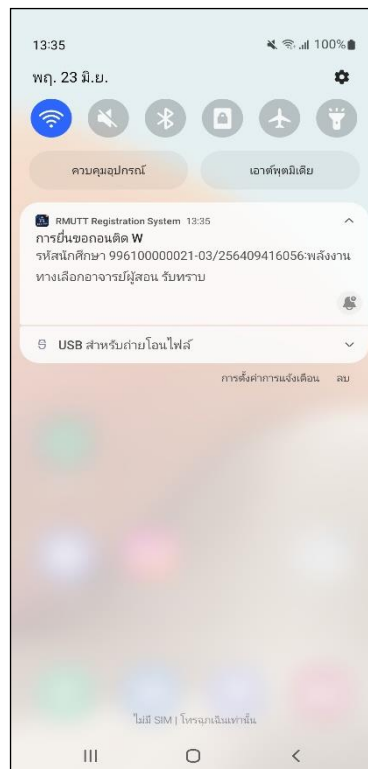 13:35 100%
พฤ. 23 มิ.ย.
ควบคุมอุปกรณ์ เอาต์พุตมีเดีย
RMUTT Registration System 13:35
การยื่นขอถอนติด W
รหัสนักศึกษา 996100000021-03/256409416056:พลังงาน
ทางเลือกอาจารย์ผู้สอน รับทราบ
USB สำหรับถ่ายโอนไฟล์
การตั้งค่าการแจ้งเตือน ลบ
ไม่มี SIM | โทรฉุกเฉินเท่านั้น